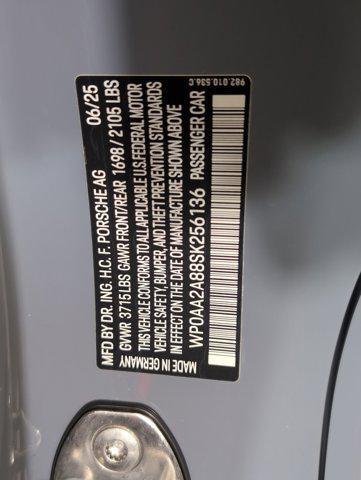 982.010.536.C
MFD BY DR. ING. H.C. F. PORSCHE AG 06/25
GVWR 3715 LBS GAWR FRONT/REAR 1698/2105 LBS
THIS VEHICLE CONFORMS TO ALL APPLICABLE U.S. FEDERAL MOTOR
VEHICLE SAFETY, BUMPER, AND THEFT PREVENTION STANDARDS
IN EFFECT ON THE DATE OF MANUFACTURE SHOWN ABOVE
WP0AA2A88SK256136 PASSENGER CAR
MADE IN GERMANY